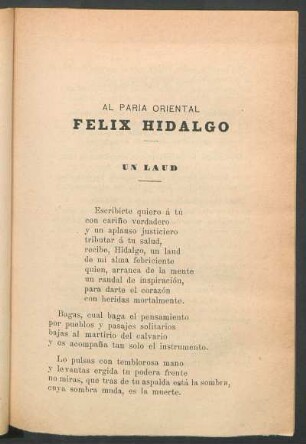 AL PARIA ORIENTAL
FELIX HIDALGO
UN LAUD
Escribirte quiero á tú
con cariño verdadero
y un aplauso justiciero
tributar á tu salud,
recibe, Hidalgo, un laud
de mi alma febriciente
quien, arranca de la mente
un raudal de inspiración,
para darte el corazón
con heridas mortalmente.
Bogas, cual boga el pensamiento
por pueblos y pasajes solitarios
bajas al martirio del calvario
y os acompaña tan solo el instrumento.
Lo pulsas con temblorosa mano
y levantas ergida tu podera frente
no miras, que tras de tu aspalda está la sombra,
cuya sombra muda, es la muerte.